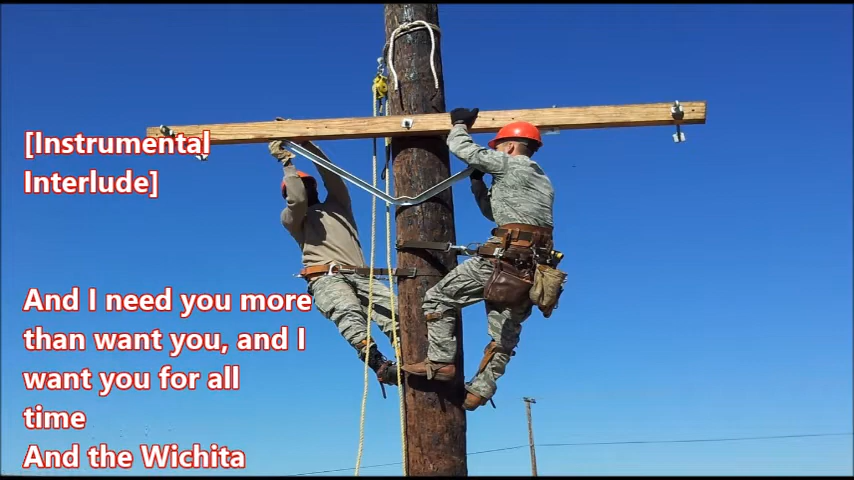 [Instrumental
Interlude]
And I need you more
than want you, and I
want you for all
time
And the Wichita